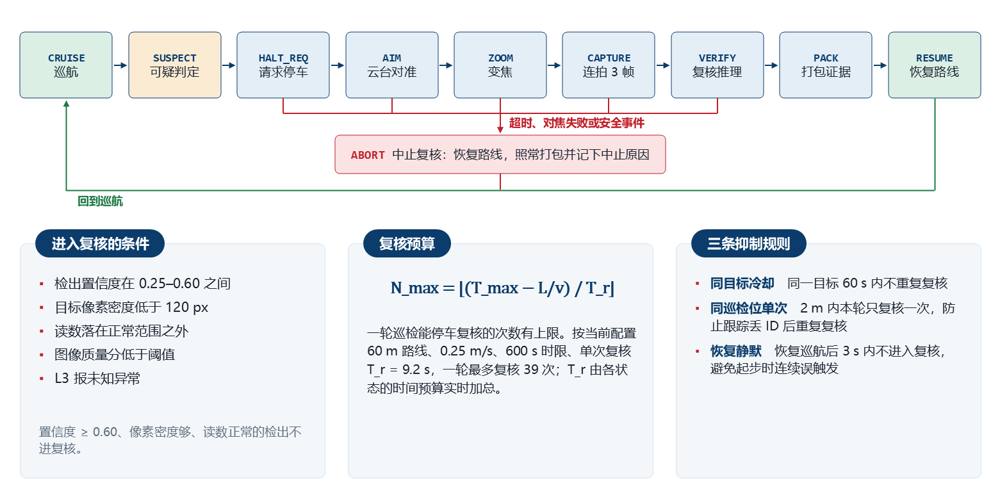 CRUISE
巡航
SUSPECT
可疑判定
HALT_REQ
请求停车
AIM
云台对准
ZOOM
变焦
CAPTURE
连拍 3 帧
VERIFY
复核推理
PACK
打包证据
RESUME
恢复路线
超时、对焦失败或安全事件
ABORT 中止复核：恢复路线，照常打包并记下中止原因
回到巡航
进入复核的条件
▪ 检出置信度在 0.25–0.60 之间
▪ 目标像素密度低于 120 px
▪ 读数落在正常范围之外
▪ 图像质量分低于阈值
▪ L3 报未知异常
置信度 ≥ 0.60、像素密度够、读数正常的检出不
进复核。
复核预算
N_max = ⌊(T_max − L/v) / T_r⌋
一轮巡检能停车复核的次数有上限。按当前配置
60 m 路线、0.25 m/s、600 s 时限、单次复核
T_r = 9.2 s，一轮最多复核 39 次；T_r 由各状
态的时间预算实时加总。
三条抑制规则
▪ 同目标冷却 同一目标 60 s 内不重复复核
▪ 同巡检位单次 2 m 内本轮只复核一次，防
止跟踪丢 ID 后重复复核
▪ 恢复静默 恢复巡航后 3 s 内不进入复核，
避免起步时连续误触发